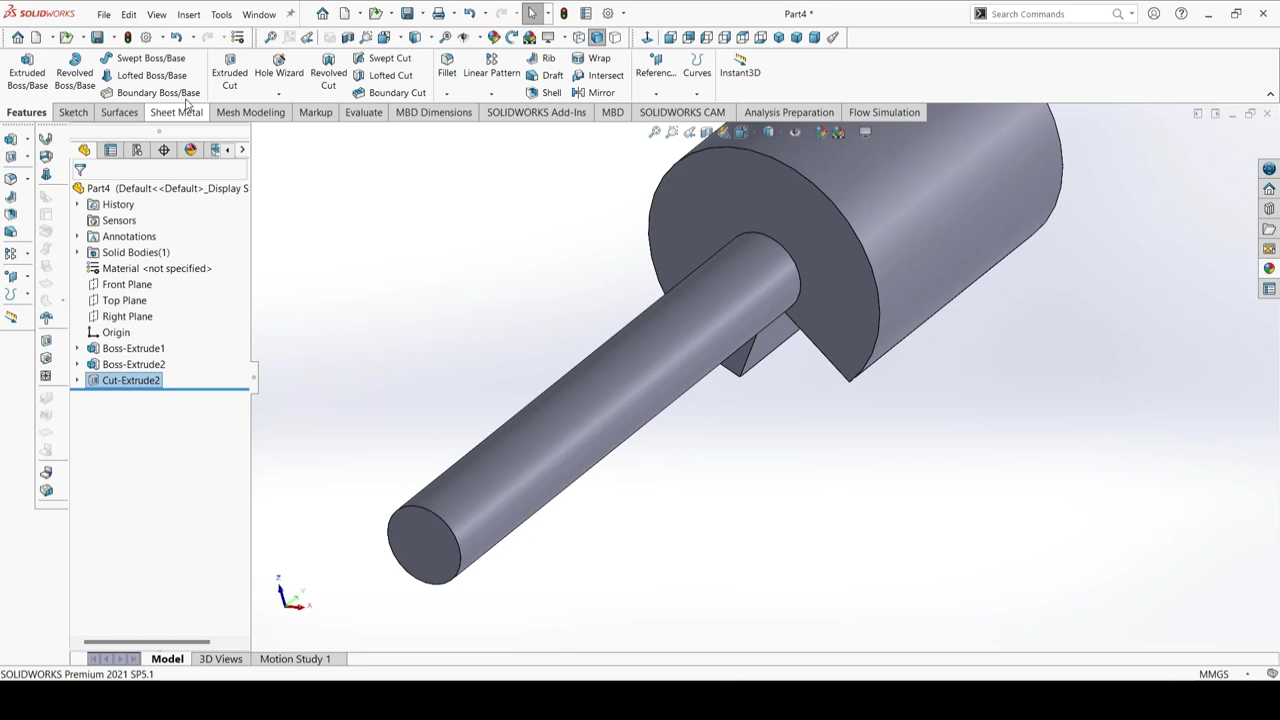 SOLIDWORKS File Edit View Insert Tools Window Part4 * Search Commands
Extruded Boss/Base
Revolved Boss/Base
Swept Boss/Base
Lofted Boss/Base
Boundary Boss/Base
Extruded Cut
Hole Wizard
Revolved Cut
Swept Cut
Lofted Cut
Boundary Cut
Fillet
Linear Pattern
Rib
Draft
Shell
Wrap
Intersect
Mirror
Referenc...
Curves
Instant3D
Features Sketch Surfaces Sheet Metal Mesh Modeling Markup Evaluate MBD Dimensions SOLIDWORKS Add-Ins MBD SOLIDWORKS CAM Analysis Preparation Flow Simulation
Part4 (Default<<Default>_Display S
History
Sensors
Annotations
Solid Bodies(1)
Material <not specified>
Front Plane
Top Plane
Right Plane
Origin
Boss-Extrude1
Boss-Extrude2
Cut-Extrude2
Z
Y
X
Model 3D Views Motion Study 1
SOLIDWORKS Premium 2021 SP5.1 MMGS